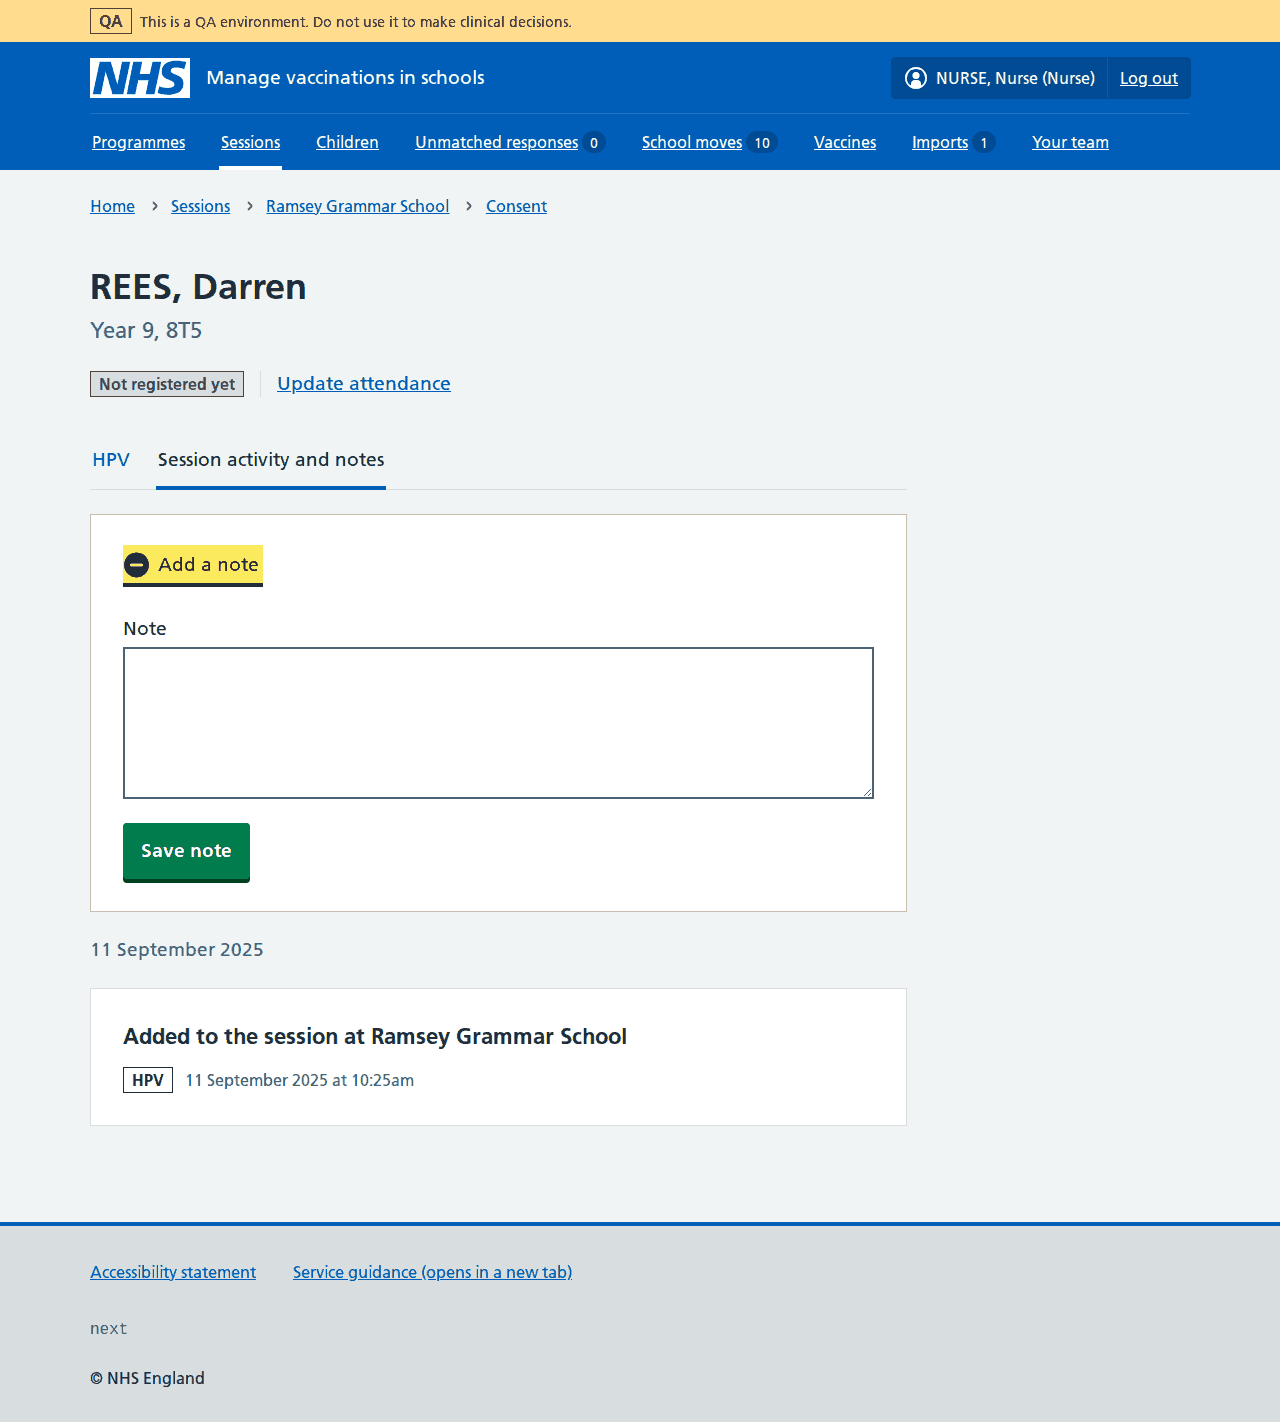 QA This is a QA environment. Do not use it to make clinical decisions.
NHS Manage vaccinations in schools NURSE, Nurse (Nurse) Log out
Programmes Sessions Children Unmatched responses 0 School moves 10 Vaccines Imports 1 Your team
Home Sessions Ramsey Grammar School Consent
REES, Darren
Year 9, 8T5
Not registered yet Update attendance
HPV Session activity and notes
Add a note
Note
Save note
11 September 2025
Added to the session at Ramsey Grammar School
HPV 11 September 2025 at 10:25am
Accessibility statement Service guidance (opens in a new tab)
next
© NHS England